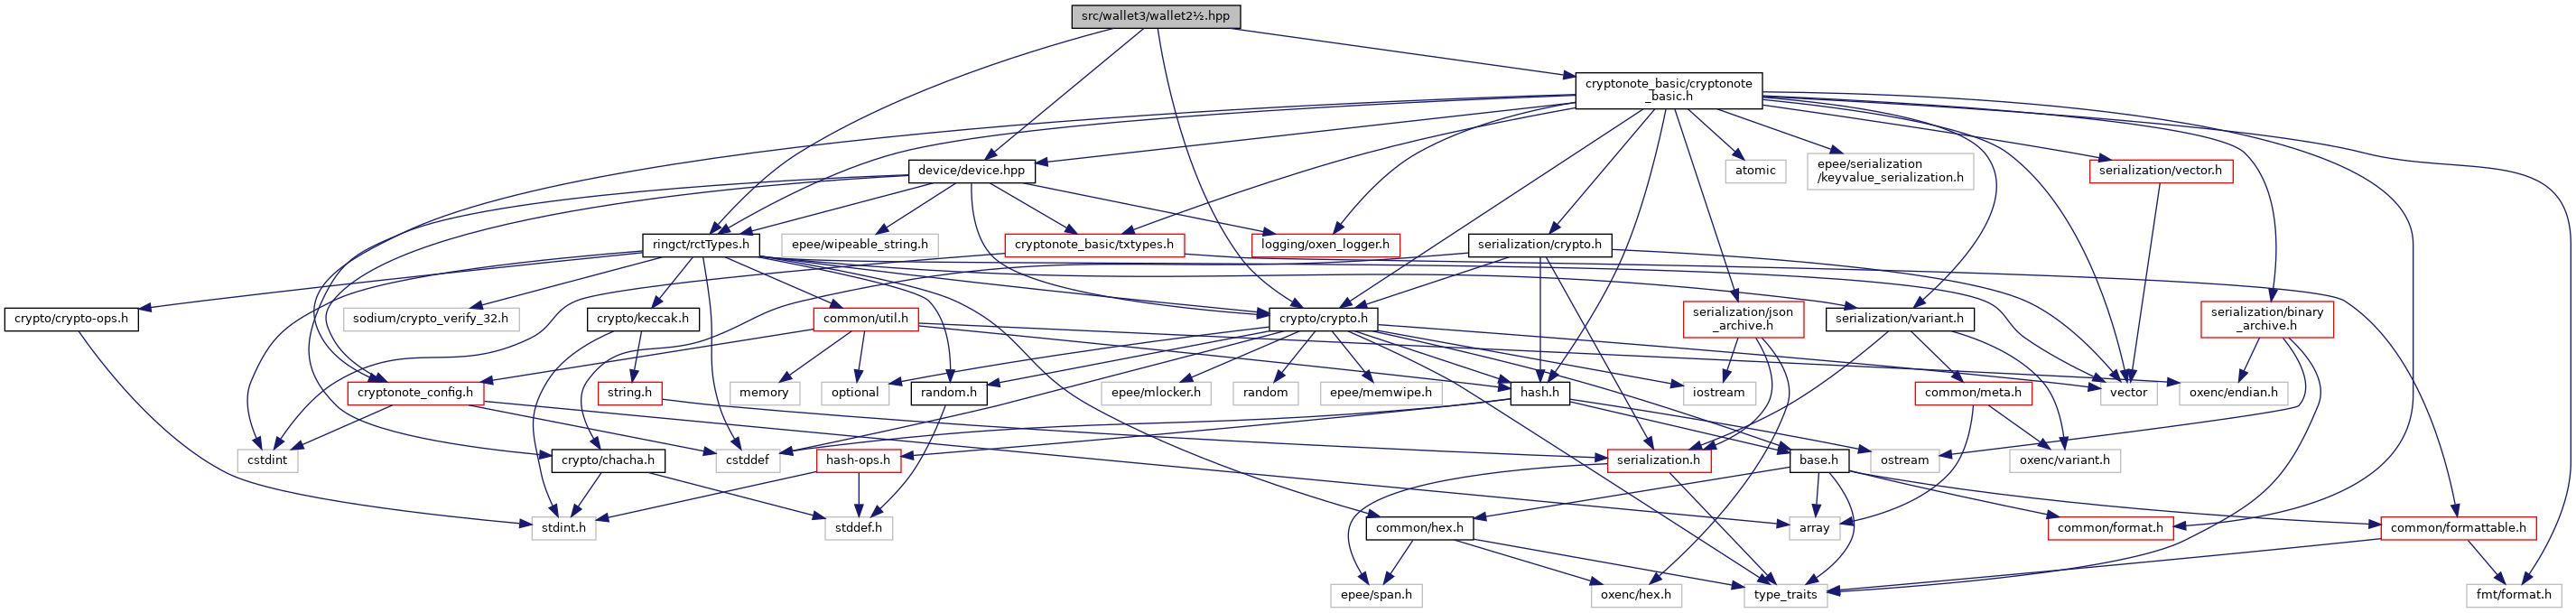 src/wallet3/wallet2½.hpp
cryptonote_basic/cryptonote
_basic.h
device/device.hpp
atomic
epee/serialization
/keyvalue_serialization.h
serialization/vector.h
ringct/rctTypes.h
epee/wipeable_string.h
cryptonote_basic/txtypes.h
logging/oxen_logger.h
serialization/crypto.h
crypto/crypto-ops.h
sodium/crypto_verify_32.h
crypto/keccak.h
common/util.h
crypto/crypto.h
serialization/json
_archive.h
serialization/variant.h
serialization/binary
_archive.h
cryptonote_config.h
string.h
memory
optional
random.h
epee/mlocker.h
random
epee/memwipe.h
hash.h
iostream
common/meta.h
vector
oxenc/endian.h
cstdint
crypto/chacha.h
cstddef
hash-ops.h
serialization.h
base.h
ostream
oxenc/variant.h
stdint.h
stddef.h
common/hex.h
array
common/format.h
common/formattable.h
epee/span.h
oxenc/hex.h
type_traits
fmt/format.h